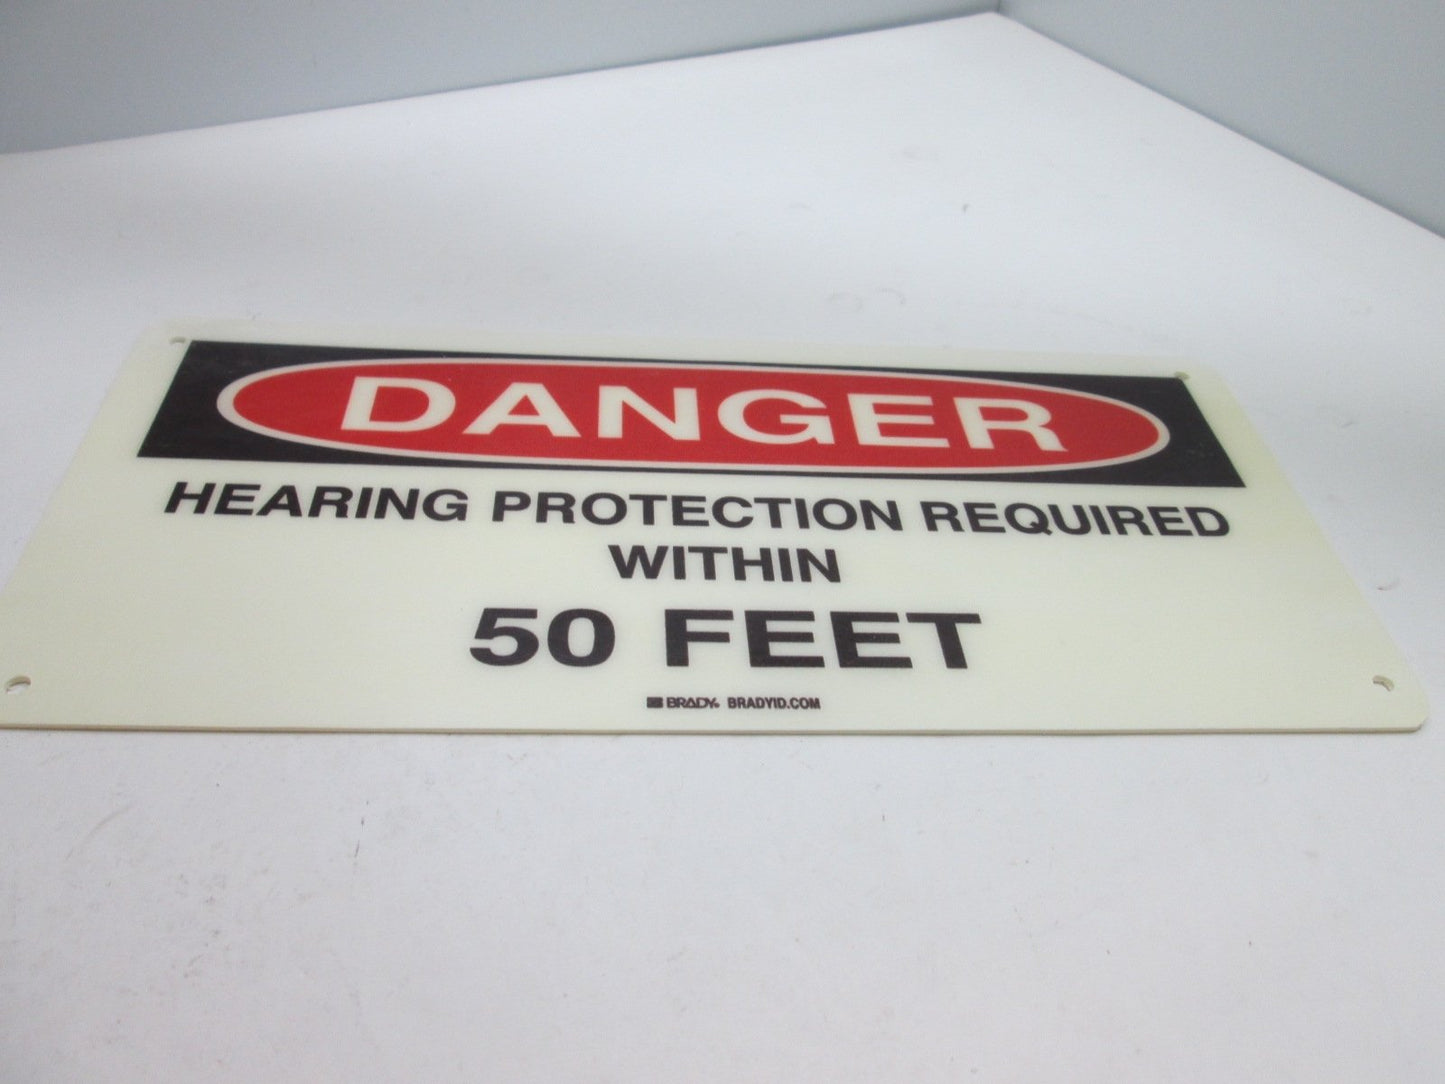 DANGER
HEARING PROTECTION REQUIRED
WITHIN
50 FEET
BRADY® BRADYID.COM